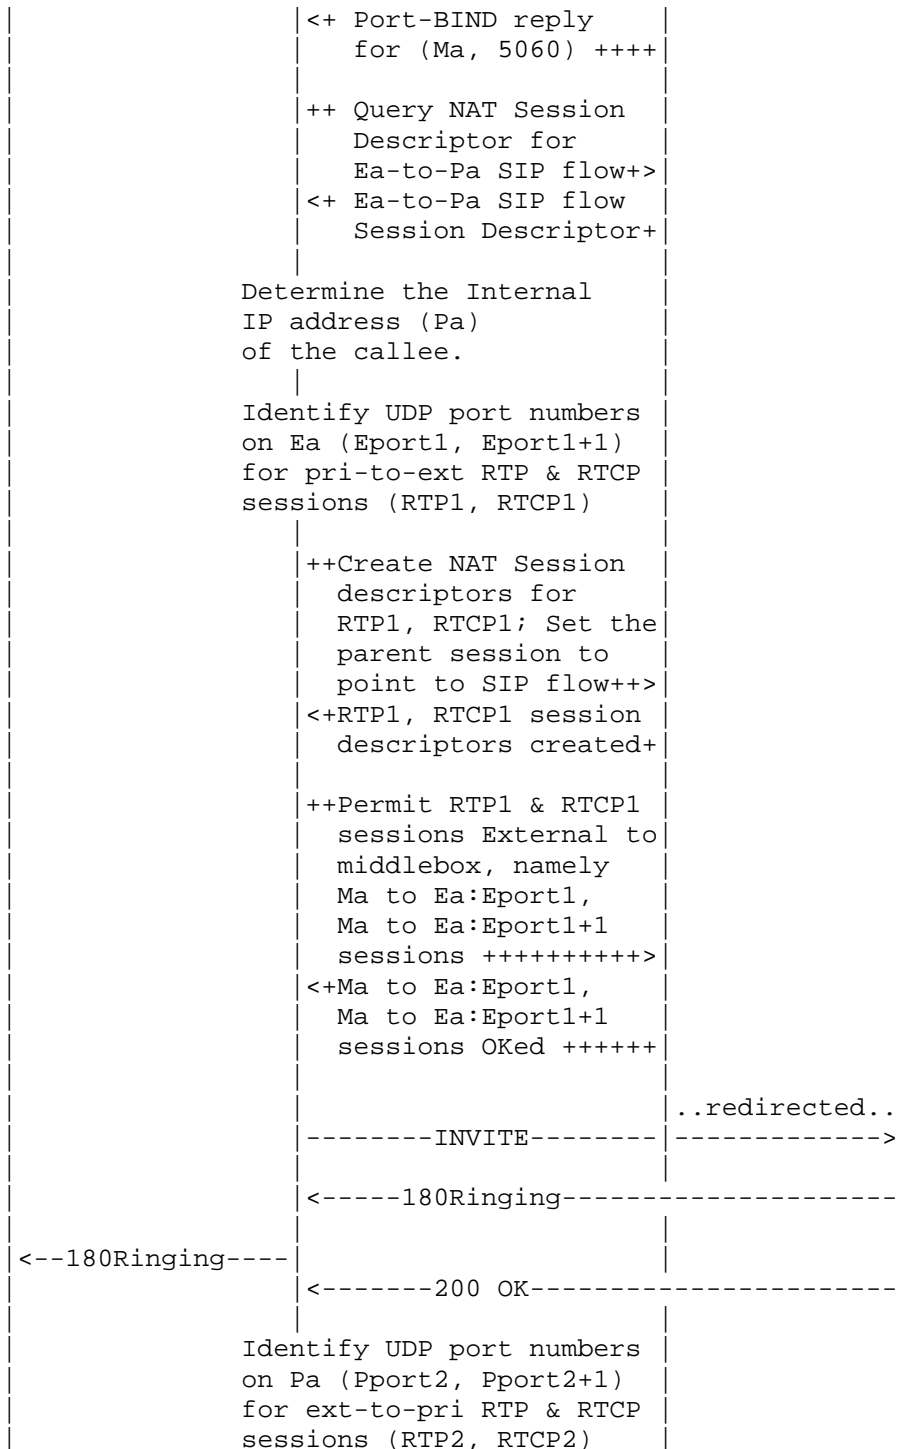 |                  |<+ Port-BIND reply      |
|                  |   for (Ma, 5060) ++++|
|                  |                      |
|                  |++ Query NAT Session  |
|                  |   Descriptor for     |
|                  |   Ea-to-Pa SIP flow+>|
|                  |<+ Ea-to-Pa SIP flow  |
|                  |   Session Descriptor+|
|                  |                      |
|              Determine the Internal     |
|              IP address (Pa)            |
|              of the callee.             |
|                  |                      |
|              Identify UDP port numbers  |
|              on Ea (Eport1, Eport1+1)   |
|              for pri-to-ext RTP & RTCP  |
|              sessions (RTP1, RTCP1)     |
|                  |                      |
|                  |++Create NAT Session  |
|                  |  descriptors for     |
|                  |  RTP1, RTCP1; Set the|
|                  |  parent session to   |
|                  |  point to SIP flow++>|
|                  |<+RTP1, RTCP1 session |
|                  |  descriptors created+|
|                  |                      |
|                  |++Permit RTP1 & RTCP1 |
|                  |  sessions External to|
|                  |  middlebox, namely   |
|                  |  Ma to Ea:Eport1,    |
|                  |  Ma to Ea:Eport1+1   |
|                  |  sessions ++++++++++>|
|                  |<+Ma to Ea:Eport1,    |
|                  |  Ma to Ea:Eport1+1   |
|                  |  sessions OKed ++++++|
|                  |                      |
|                  |                      |..redirected..
|                  |--------INVITE--------|------------->
|                  |                      |
|                  |<-----180Ringing---------------------
|                  |                      |
|<--180Ringing----|                      |
|                  |<-------200 OK-----------------------
|                  |                      |
|              Identify UDP port numbers  |
|              on Pa (Pport2, Pport2+1)   |
|              for ext-to-pri RTP & RTCP  |
|              sessions (RTP2, RTCP2)     |